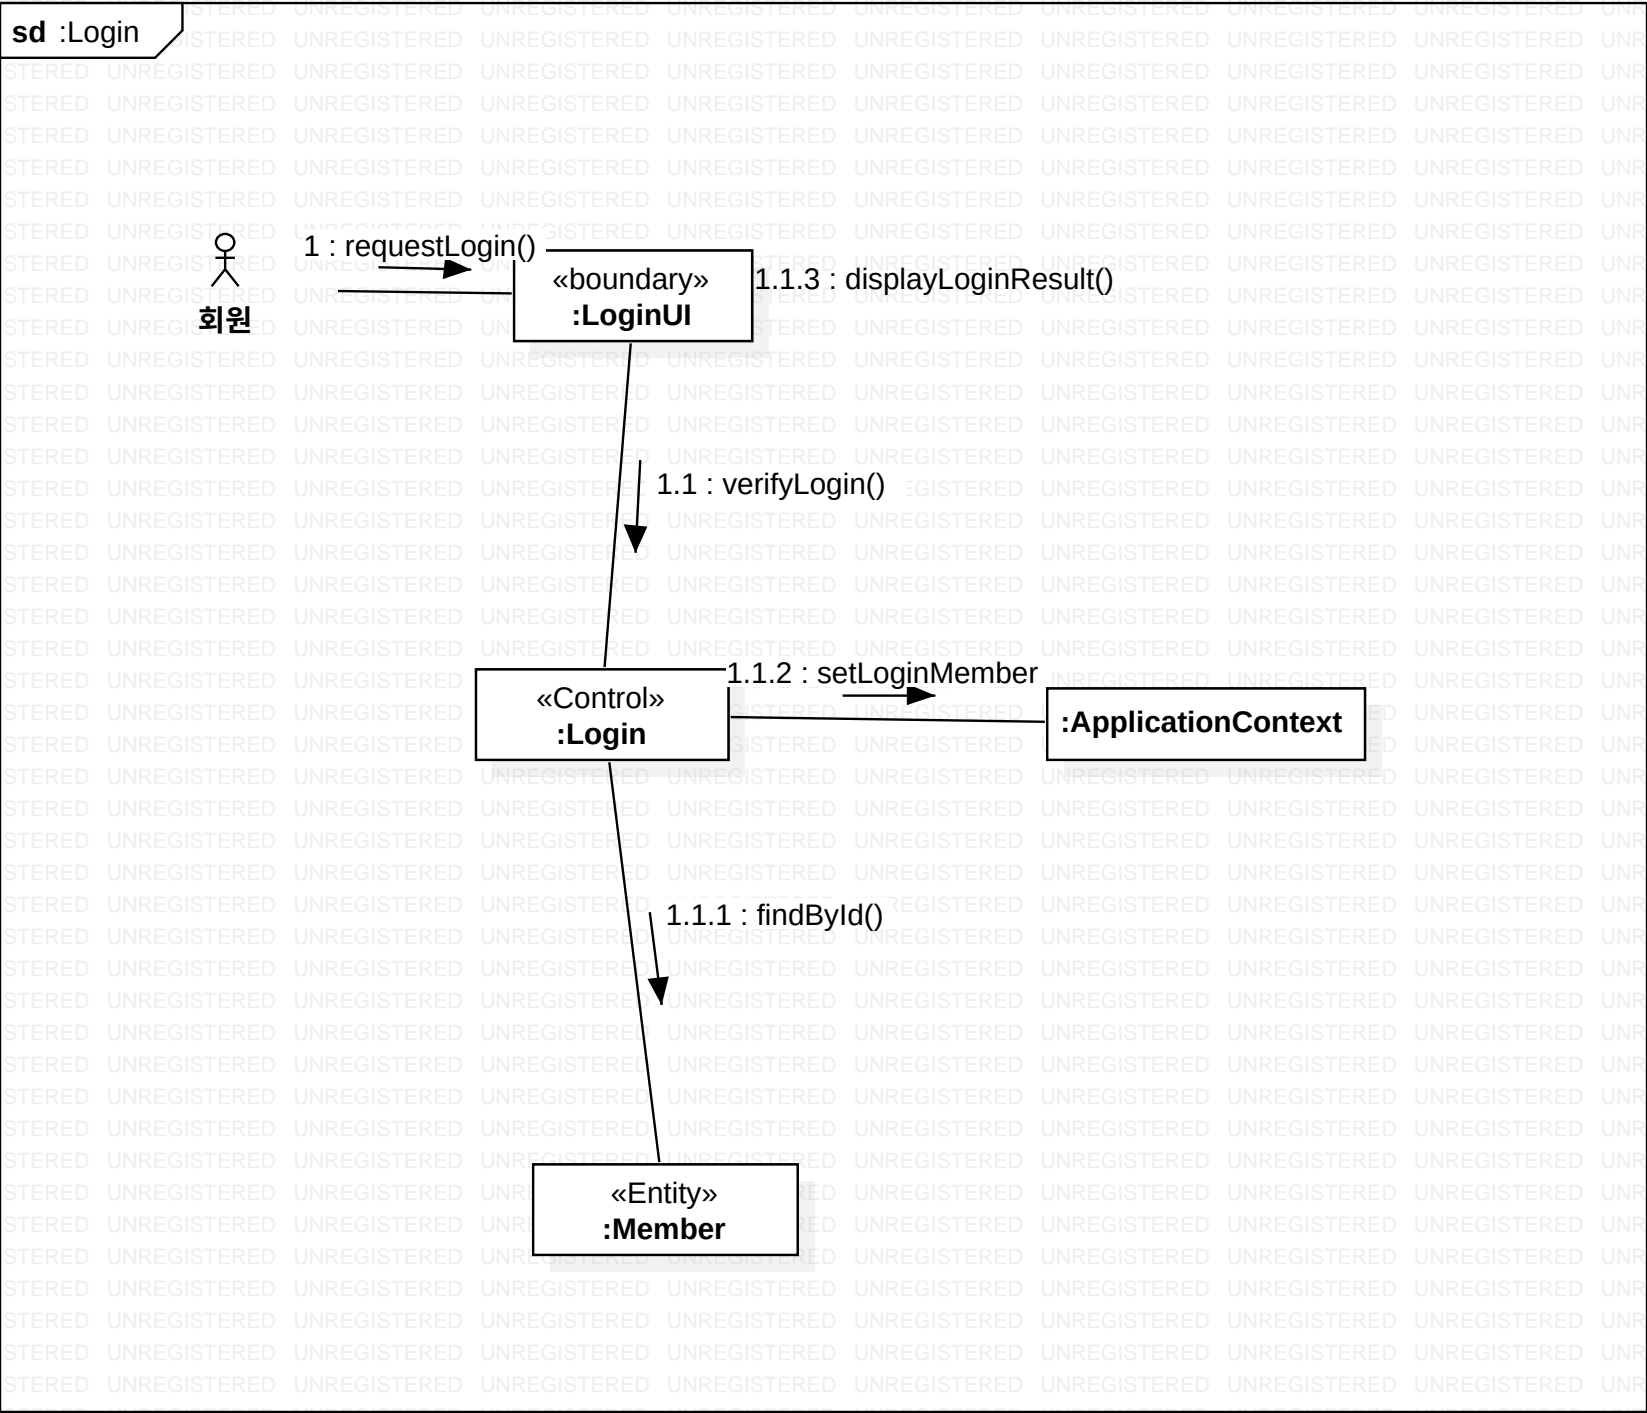 sd :Login
1 : requestLogin()
«boundary»
:LoginUI
1.1.3 : displayLoginResult()
회원
1.1 : verifyLogin()
«Control»
:Login
1.1.2 : setLoginMember
:ApplicationContext
1.1.1 : findById()
«Entity»
:Member
UNREGISTERED